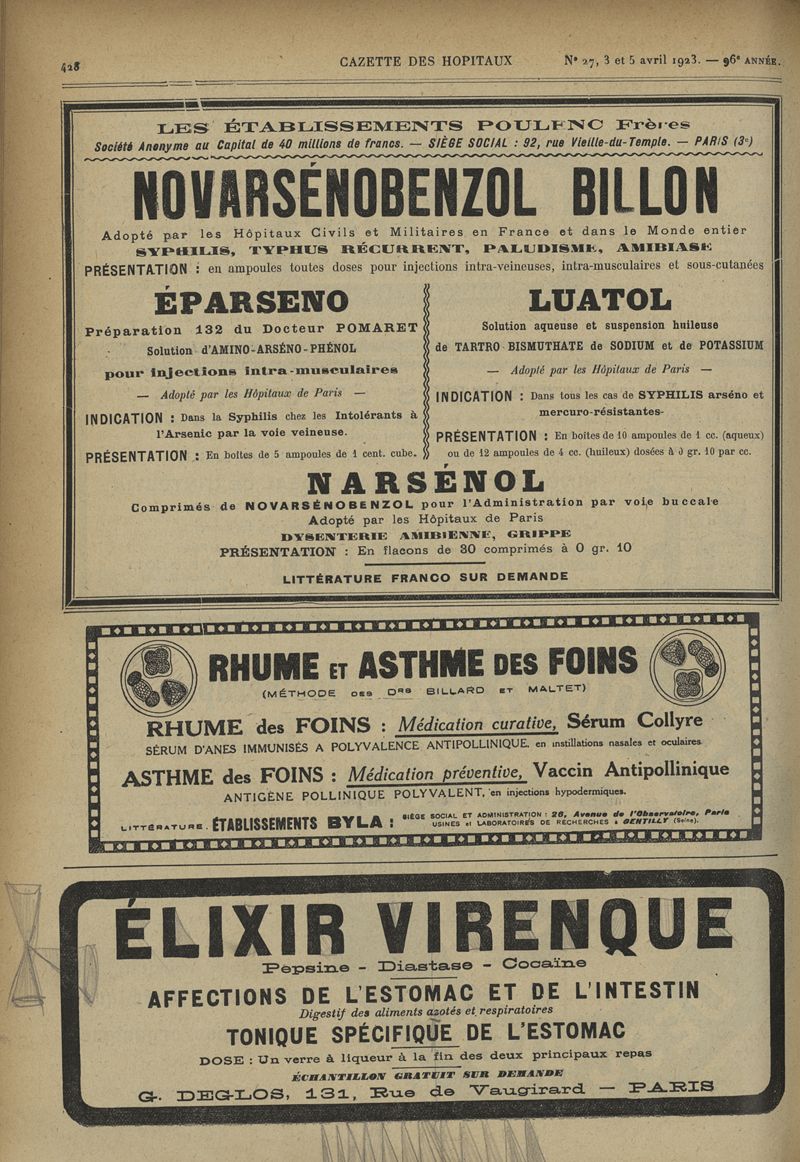 428
CAZETTE DES HOPITAUX
N° 27, 3 et 5 avril 1923. — 96e ANNÉE.
LES ÉTABLISSEMENTS POULENC Frères
Société Anonyme au Capital de 40 millions de francs. — SIÈGE SOCIAL : 92, rue Vieille-du-Temple. — PARIS (3e)
NOVARSÉNOBENZOL BILLON
Adopté par les Hôpitaux Civils et Militaires en France et dans le Monde entier
SYPHILIS, TYPHUS RÉCURRENT, PALUDISME, AMIBIASE
PRÉSENTATION : en ampoules toutes doses pour injections intra-veineuses, intra-musculaires et sous-cutanées
ÉPARSENO
Préparation 132 du Docteur POMARET
Solution d'AMINO-ARSÉNO-PHÉNOL
pour injections intra-musculaires
— Adopté par les Hôpitaux de Paris —
INDICATION : Dans la Syphilis chez les Intolérants à
l'Arsenic par la voie veineuse.
PRÉSENTATION : En boîtes de 5 ampoules de 1 cent. cube.
LUATOL
Solution aqueuse et suspension huileuse
de TARTRO BISMUTHATE de SODIUM et de POTASSIUM
— Adopté par les Hôpitaux de Paris —
INDICATION : Dans tous les cas de SYPHILIS arséno et
mercuro-résistantes-
PRÉSENTATION : En boîtes de 10 ampoules de 1 cc. (aqueux)
ou de 12 ampoules de 4 cc. (huileux) dosées à 0 gr. 10 par cc.
NARSÉNOL
Comprimés de NOVARSÉNOBENZOL pour l'Administration par voie buccale
Adopté par les Hôpitaux de Paris
DYSENTERIE AMIBIENNE, GRIPPE
PRÉSENTATION : En flacons de 30 comprimés à 0 gr. 10
LITTÉRATURE FRANCO SUR DEMANDE
RHUME ET ASTHME DES FOINS
(MÉTHODE DES DRS BILLARD ET MALTET)
RHUME des FOINS : Médication curative, Sérum Collyre
SÉRUM D'ANES IMMUNISÉS A POLYVALENCE ANTIPOLLINIQUE. en instillations nasales et oculaires
ASTHME des FOINS : Médication préventive, Vaccin Antipollinique
ANTIGÈNE POLLINIQUE POLYVALENT, en injections hypodermiques.
LITTÉRATURE. ÉTABLISSEMENTS BYLA : SIÈGE SOCIAL ET ADMINISTRATION : 26, Avenue de l'Observatoire, Paris
USINES et LABORATOIRES DE RECHERCHES à GENTILLY (Seine).
ÉLIXIR VIRENQUE
Pepsine - Diastase - Cocaïne
AFFECTIONS DE L'ESTOMAC ET DE L'INTESTIN
Digestif des aliments azotés et respiratoires
TONIQUE SPÉCIFIQUE DE L'ESTOMAC
DOSE : Un verre à liqueur à la fin des deux principaux repas
ÉCHANTILLON GRATUIT SUR DEMANDE
G. DEGLOS, 131, Rue de Vaugirard — PARIS